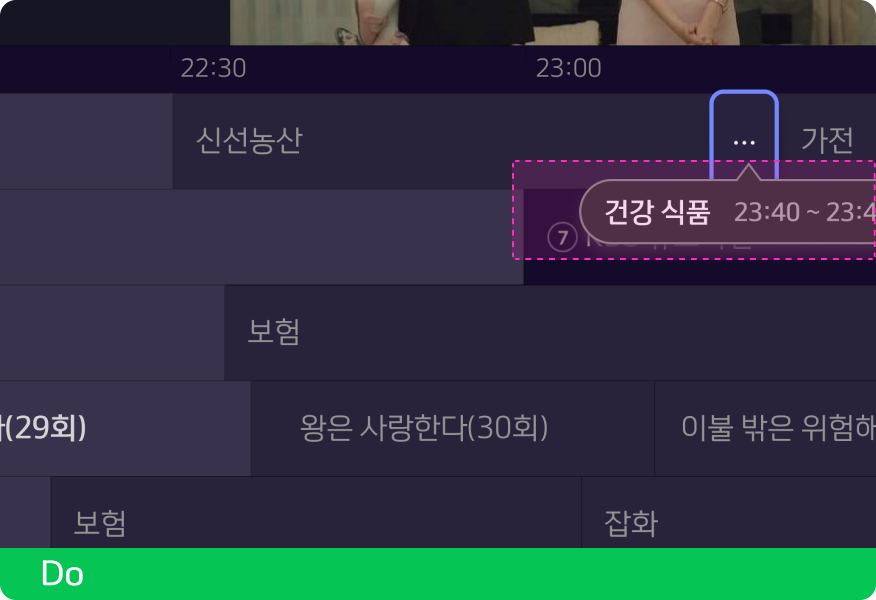 22:30 23:00
신선농산 ... 가전
건강 식품 23:40 ~ 23:4
7
보험
(29회) 왕은 사랑한다(30회) 이불 밖은 위험해
보험 잡화
Do